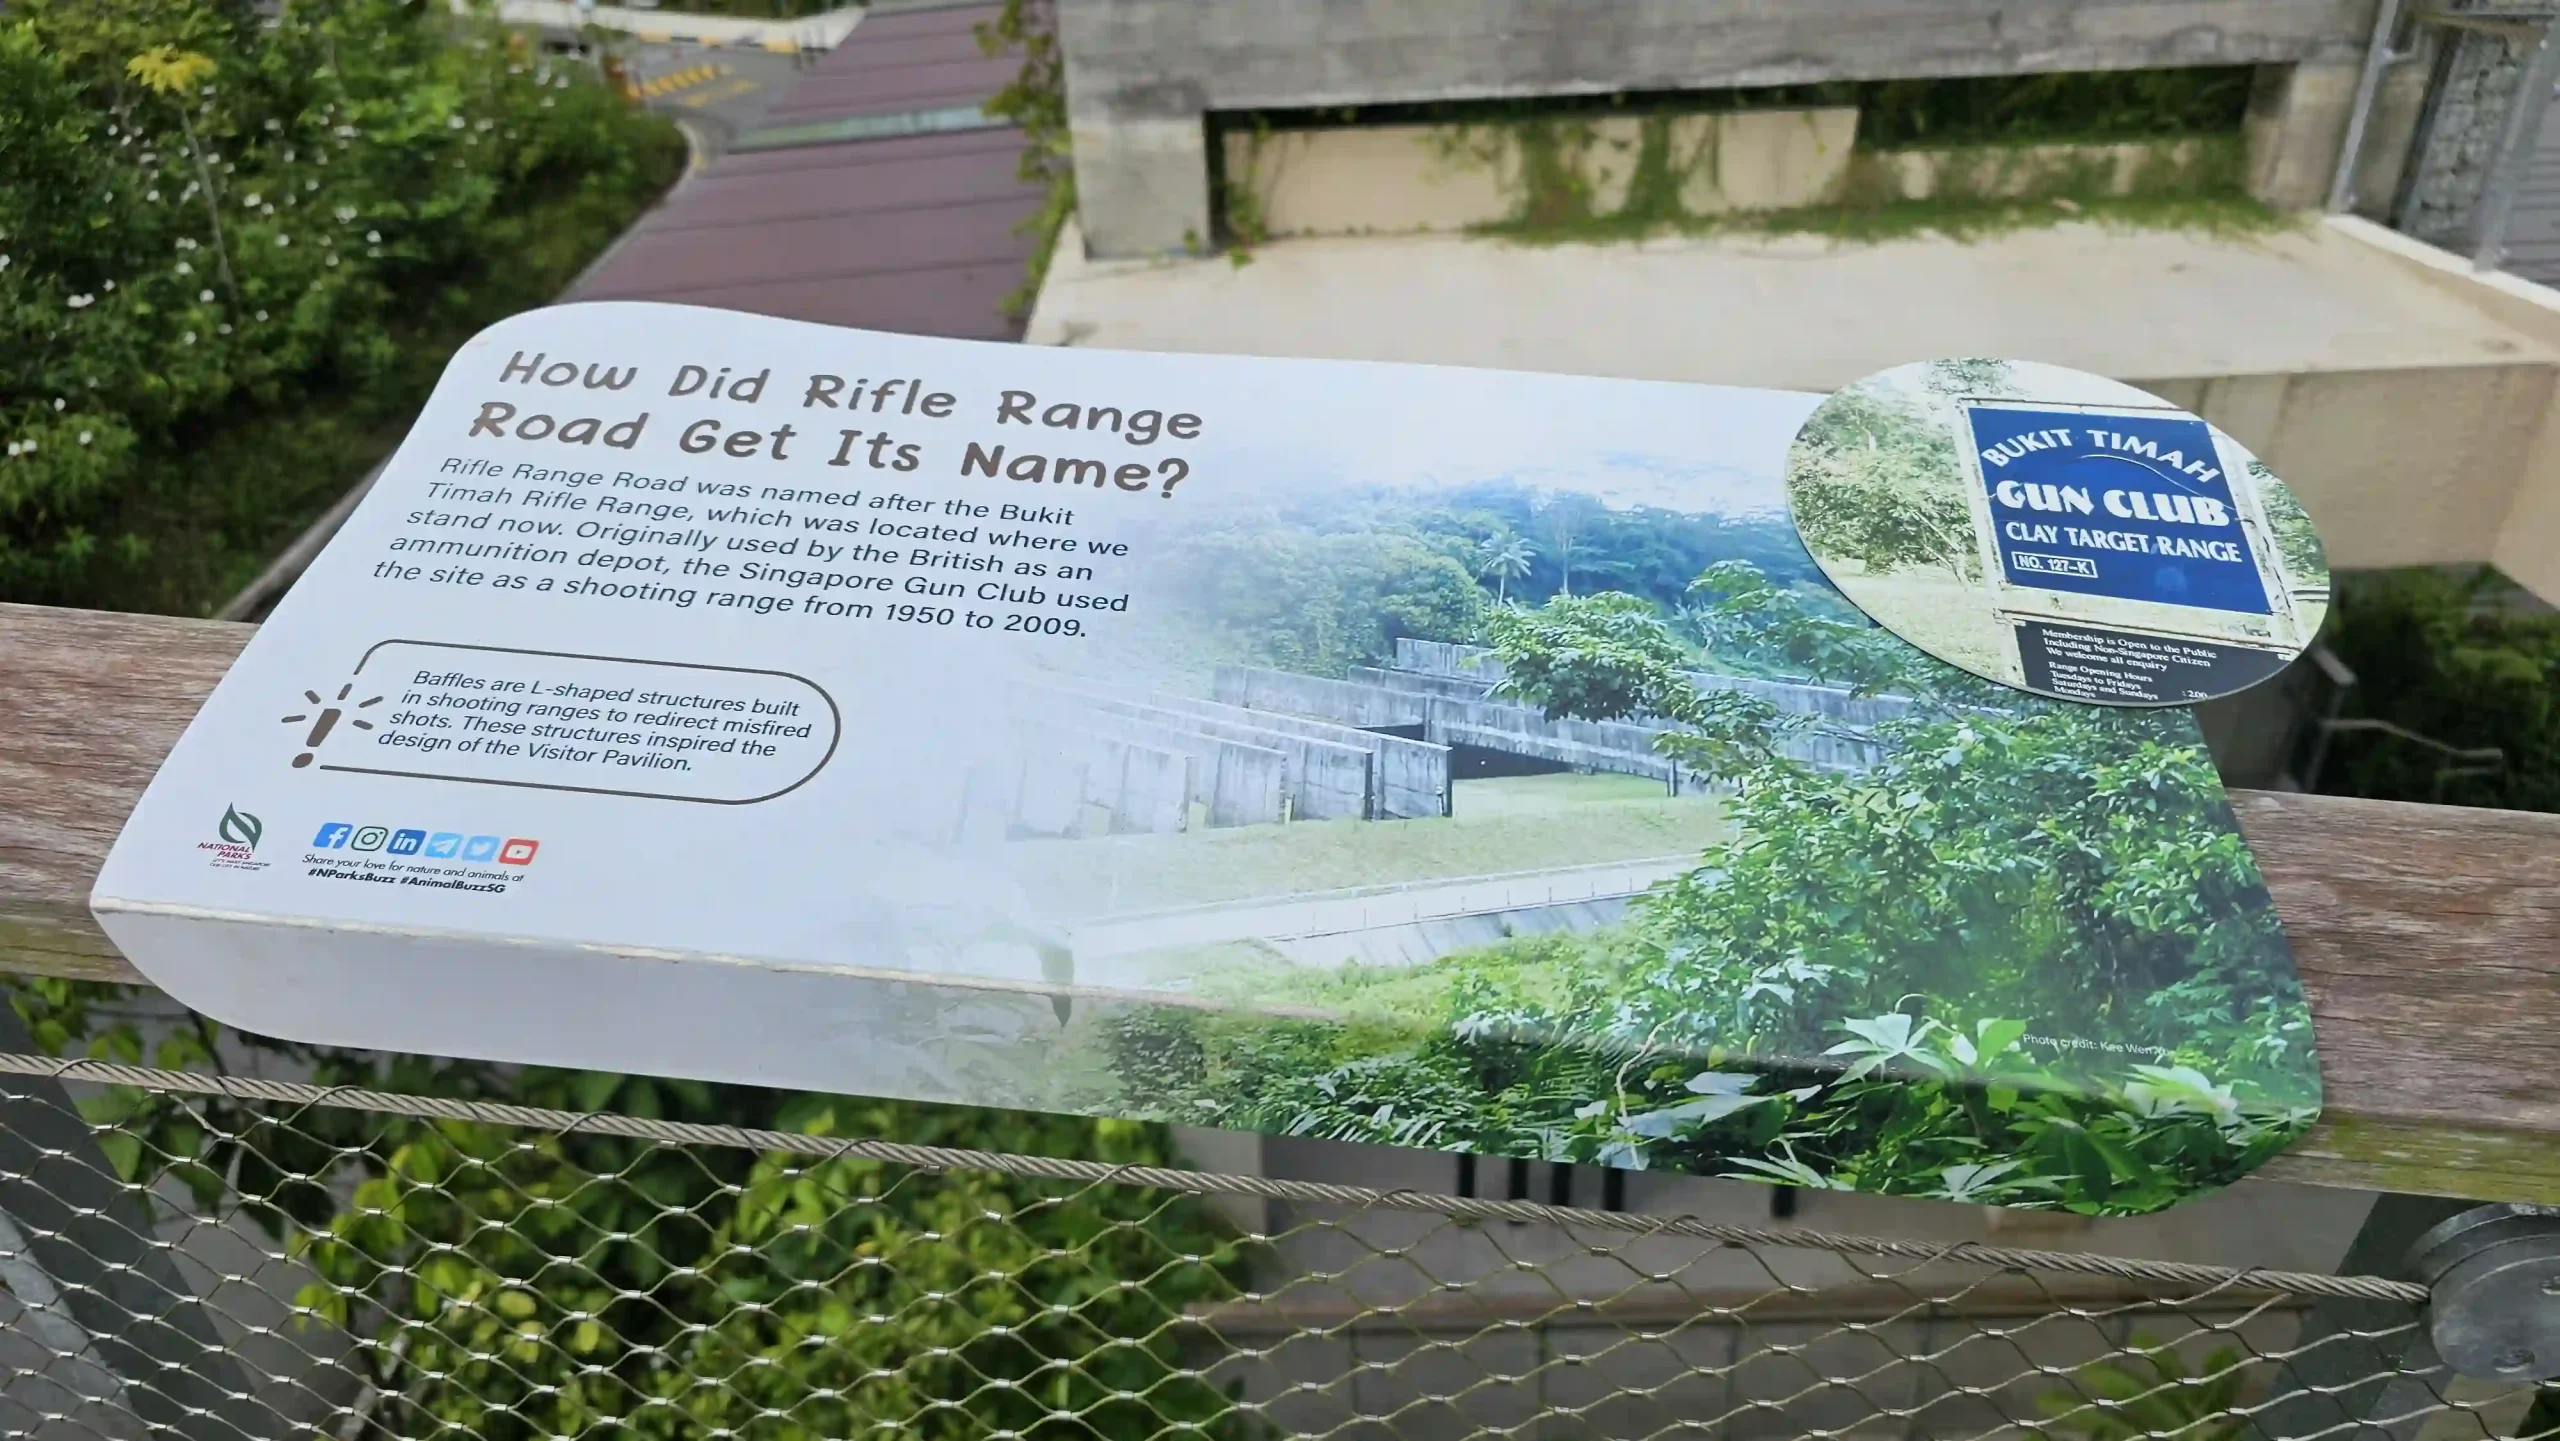 How Did Rifle Range
Road Get Its Name?
Rifle Range Road was named after the Bukit
Timah Rifle Range, which was located where we
stand now. Originally used by the British as an
ammunition depot, the Singapore Gun Club used
the site as a shooting range from 1950 to 2009.
Baffles are L-shaped structures built
in shooting ranges to redirect misfired
shots. These structures inspired the
design of the Visitor Pavilion.
NATIONAL
PARKS
Share your love for nature and animals at
#NParksBuzz #AnimalBuzzSG
BUKIT TIMAH
GUN CLUB
CLAY TARGET RANGE
NO. 127-K
Membership is Open to the Public
Including Non-Singapore Citizen
We welcome all enquiry
Range Opening Hours
Tuesdays to Fridays
Saturdays and Sundays : 2.00
Mondays
Photo credit: Kee